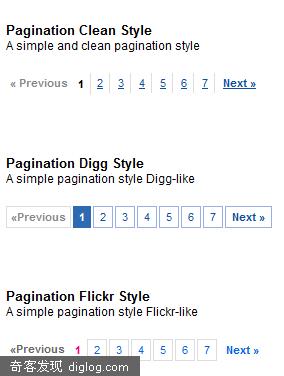 Pagination Clean Style
A simple and clean pagination style
« Previous 1 2 3 4 5 6 7 Next »
Pagination Digg Style
A simple pagination style Digg-like
«Previous 1 2 3 4 5 6 7 Next »
Pagination Flickr Style
A simple pagination style Flickr-like
«Previous 1 2 3 4 5 6 7 Next »
奇客发现 diglog.com